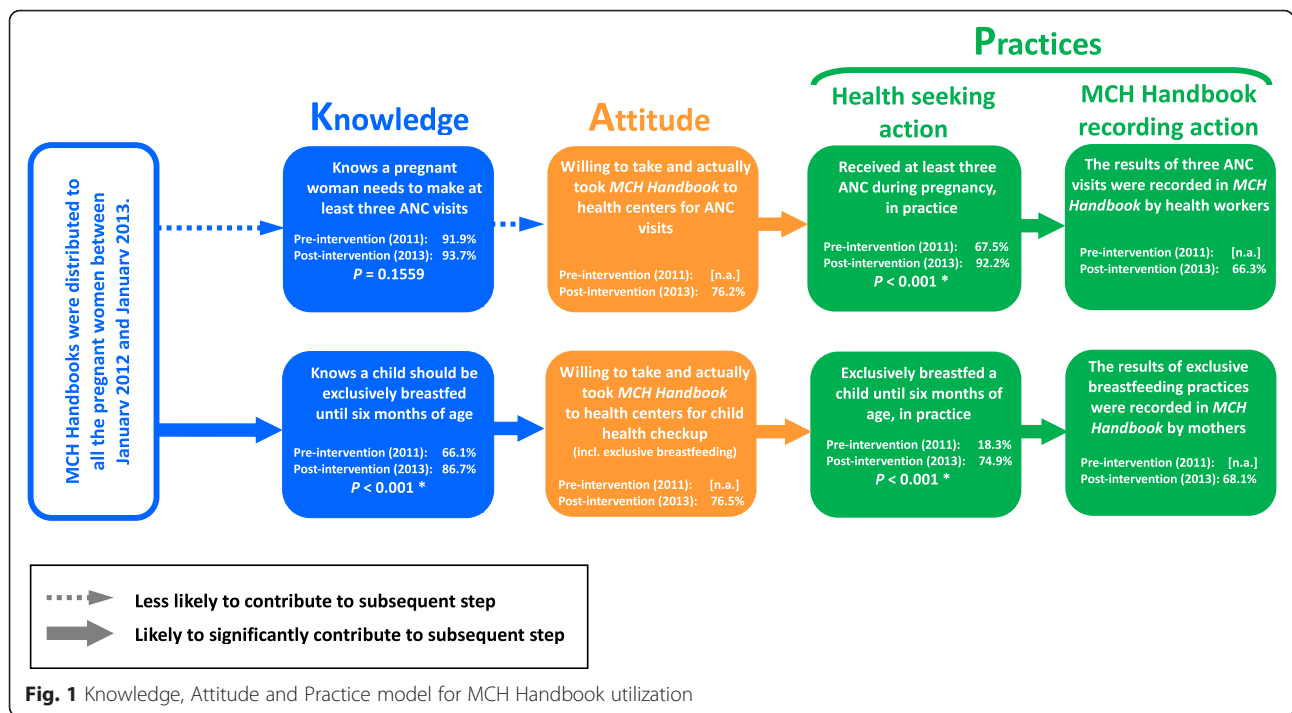 Practices
Knowledge
Attitude
Health seeking
action
MCH Handbook
recording action
MCH Handbooks were distributed to
all the pregnant women between
January 2012 and January 2013.
Knows a pregnant
woman needs to make at
least three ANC visits
Pre-intervention (2011): 91.9%
Post-intervention (2013): 93.7%
P = 0.1559
Willing to take and actually
took MCH Handbook to
health centers for ANC
visits
Pre-intervention (2011): [n.a.]
Post-intervention (2013): 76.2%
Received at least three
ANC during pregnancy,
in practice
Pre-intervention (2011): 67.5%
Post-intervention (2013): 92.2%
P < 0.001 *
The results of three ANC
visits were recorded in MCH
Handbook by health workers
Pre-intervention (2011): [n.a.]
Post-intervention (2013): 66.3%
Knows a child should be
exclusively breastfed
until six months of age
Pre-intervention (2011): 66.1%
Post-intervention (2013): 86.7%
P < 0.001 *
Willing to take and actually
took MCH Handbook
to health centers for child
health checkup
(incl. exclusive breastfeeding)
Pre-intervention (2011): [n.a.]
Post-intervention (2013): 76.5%
Exclusively breastfed a
child until six months of
age, in practice
Pre-intervention (2011): 18.3%
Post-intervention (2013): 74.9%
P < 0.001 *
The results of exclusive
breastfeeding practices
were recorded in MCH
Handbook by mothers
Pre-intervention (2011): [n.a.]
Post-intervention (2013): 68.1%
Less likely to contribute to subsequent step
Likely to significantly contribute to subsequent step
Fig. 1 Knowledge, Attitude and Practice model for MCH Handbook utilization